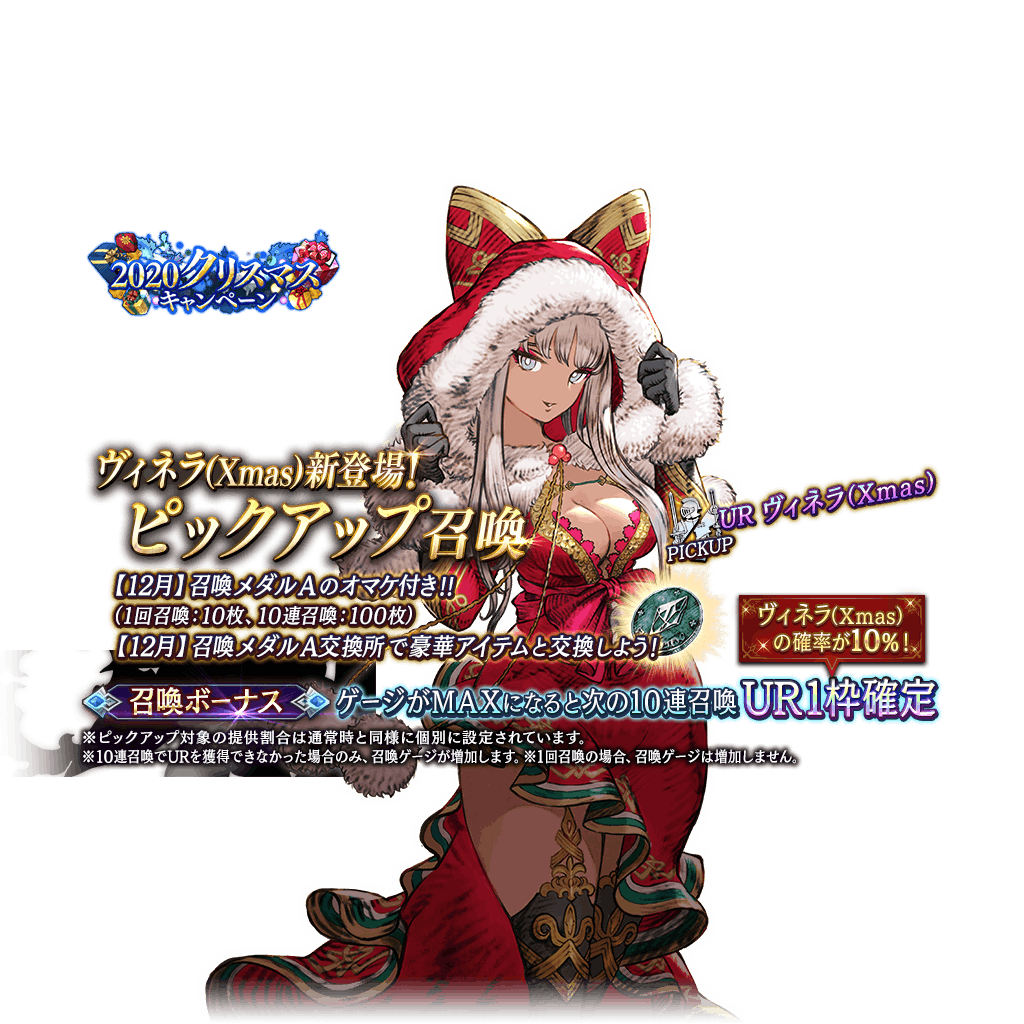 2020クリスマス
キャンペーン
ヴィネラ(Xmas)新登場!
ピックアップ召喚
UR ヴィネラ(Xmas)
PICKUP
【12月】召喚メダルAのオマケ付き!!
(1回召喚:10枚、10連召喚:100枚)
【12月】召喚メダルA交換所で豪華アイテムと交換しよう!
ヴィネラ(Xmas)
の確率が10%!
召喚ボーナス ゲージがMAXになると次の10連召喚 UR1枠確定
※ピックアップ対象の提供割合は通常時と同様に個別に設定されています。
※10連召喚でURを獲得できなかった場合のみ、召喚ゲージが増加します。※1回召喚の場合、召喚ゲージは増加しません。